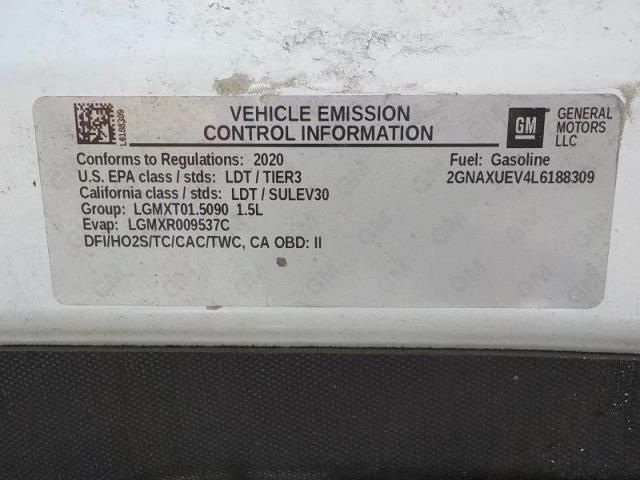 L6188309
VEHICLE EMISSION
CONTROL INFORMATION
GM
GENERAL
MOTORS
LLC
Conforms to Regulations: 2020
U.S. EPA class / stds: LDT / TIER3
California class / stds: LDT / SULEV30
Group: LGMXT01.5090 1.5L
Evap: LGMXR009537C
DFI/HO2S/TC/CAC/TWC, CA OBD: II
Fuel: Gasoline
2GNAXUEV4L6188309